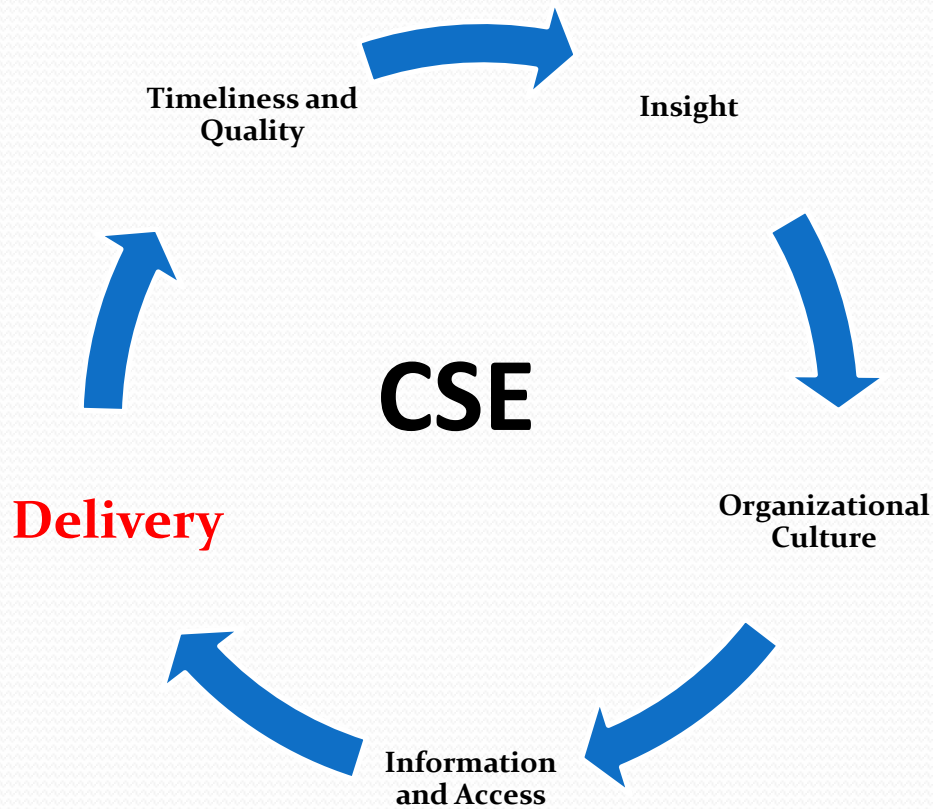 Timeliness and
Quality
Insight
CSE
Delivery
Organizational
Culture
Information
and Access